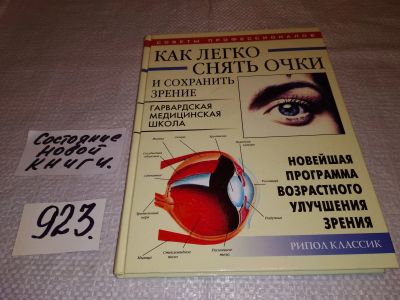 СОВЕТЫ ПРОФЕССИОНАЛОВ
КАК ЛЕГКО
СНЯТЬ ОЧКИ
И СОХРАНИТЬ
ЗРЕНИЕ
ГАРВАРДСКАЯ
МЕДИЦИНСКАЯ
ШКОЛА
НОВЕЙШАЯ
ПРОГРАММА
ВОЗРАСТНОГО
УЛУЧШЕНИЯ
ЗРЕНИЯ
РИПОЛ КЛАССИК
Состояние
новой
книги.
923.